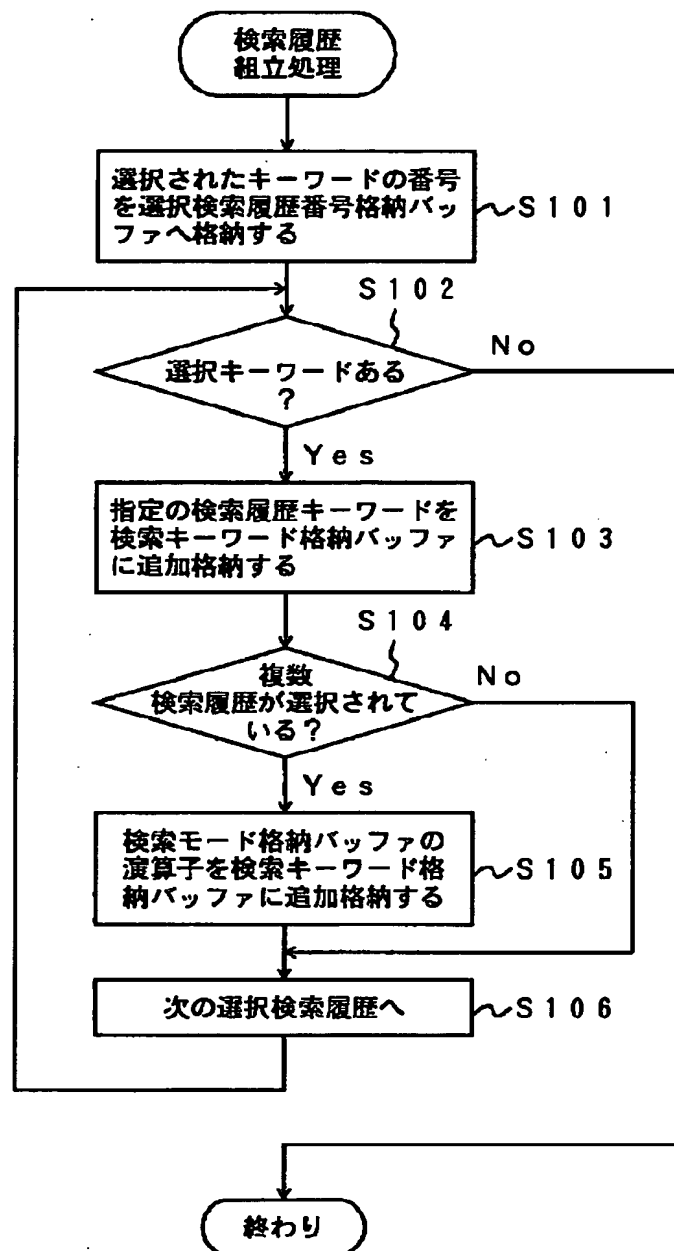 検索履歴
組立処理
選択されたキーワードの番号
を選択検索履歴番号格納バッ
ファへ格納する
S101
S102
選択キーワードある
?
No
Yes
指定の検索履歴キーワードを
検索キーワード格納バッファ
に追加格納する
S103
S104
複数
検索履歴が選択されて
いる?
No
Yes
検索モード格納バッファの
演算子を検索キーワード格
納バッファに追加格納する
S105
次の選択検索履歴へ
S106
終わり